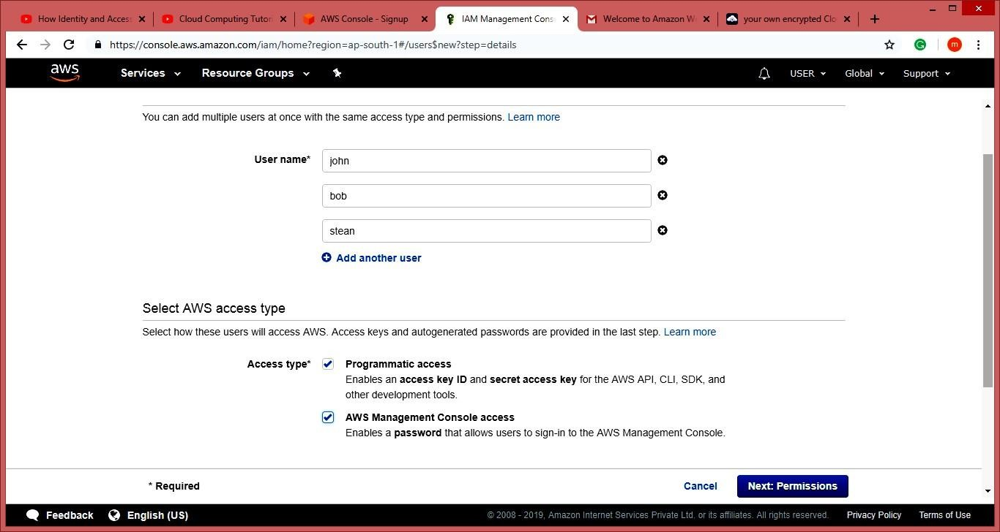 How Identity and Access
Cloud Computing Tutori
AWS Console - Signup
IAM Management Cons
Welcome to Amazon W
your own encrypted Clo
https://console.aws.amazon.com/iam/home?region=ap-south-1#/users$new?step=details
m
aws
Services
Resource Groups
USER
Global
Support
You can add multiple users at once with the same access type and permissions. Learn more
User name*
john
bob
stean
Add another user
Select AWS access type
Select how these users will access AWS. Access keys and autogenerated passwords are provided in the last step. Learn more
Access type*
Programmatic access
Enables an access key ID and secret access key for the AWS API, CLI, SDK, and
other development tools.
AWS Management Console access
Enables a password that allows users to sign-in to the AWS Management Console.
* Required
Cancel
Next: Permissions
Feedback
English (US)
© 2008 - 2019, Amazon Internet Services Private Ltd. or its affiliates. All rights reserved.
Privacy Policy
Terms of Use